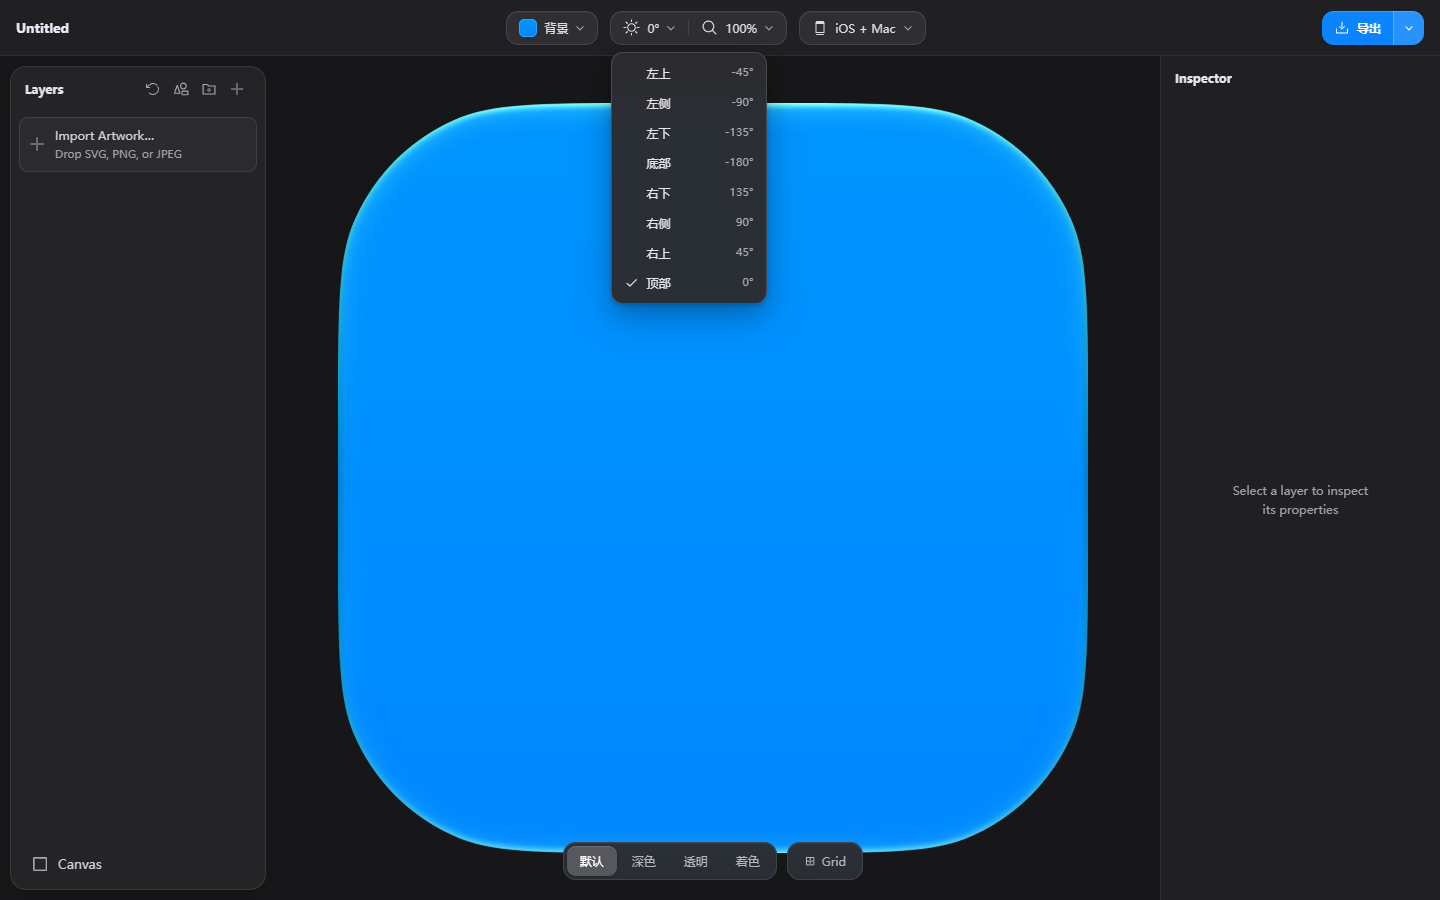 Untitled
背景
0°
100%
iOS + Mac
导出
Layers
Import Artwork...
Drop SVG, PNG, or JPEG
左上 -45°
左侧 -90°
左下 -135°
底部 -180°
右下 135°
右侧 90°
右上 45°
顶部 0°
Inspector
Select a layer to inspect
its properties
Canvas
默认
深色
透明
着色
Grid